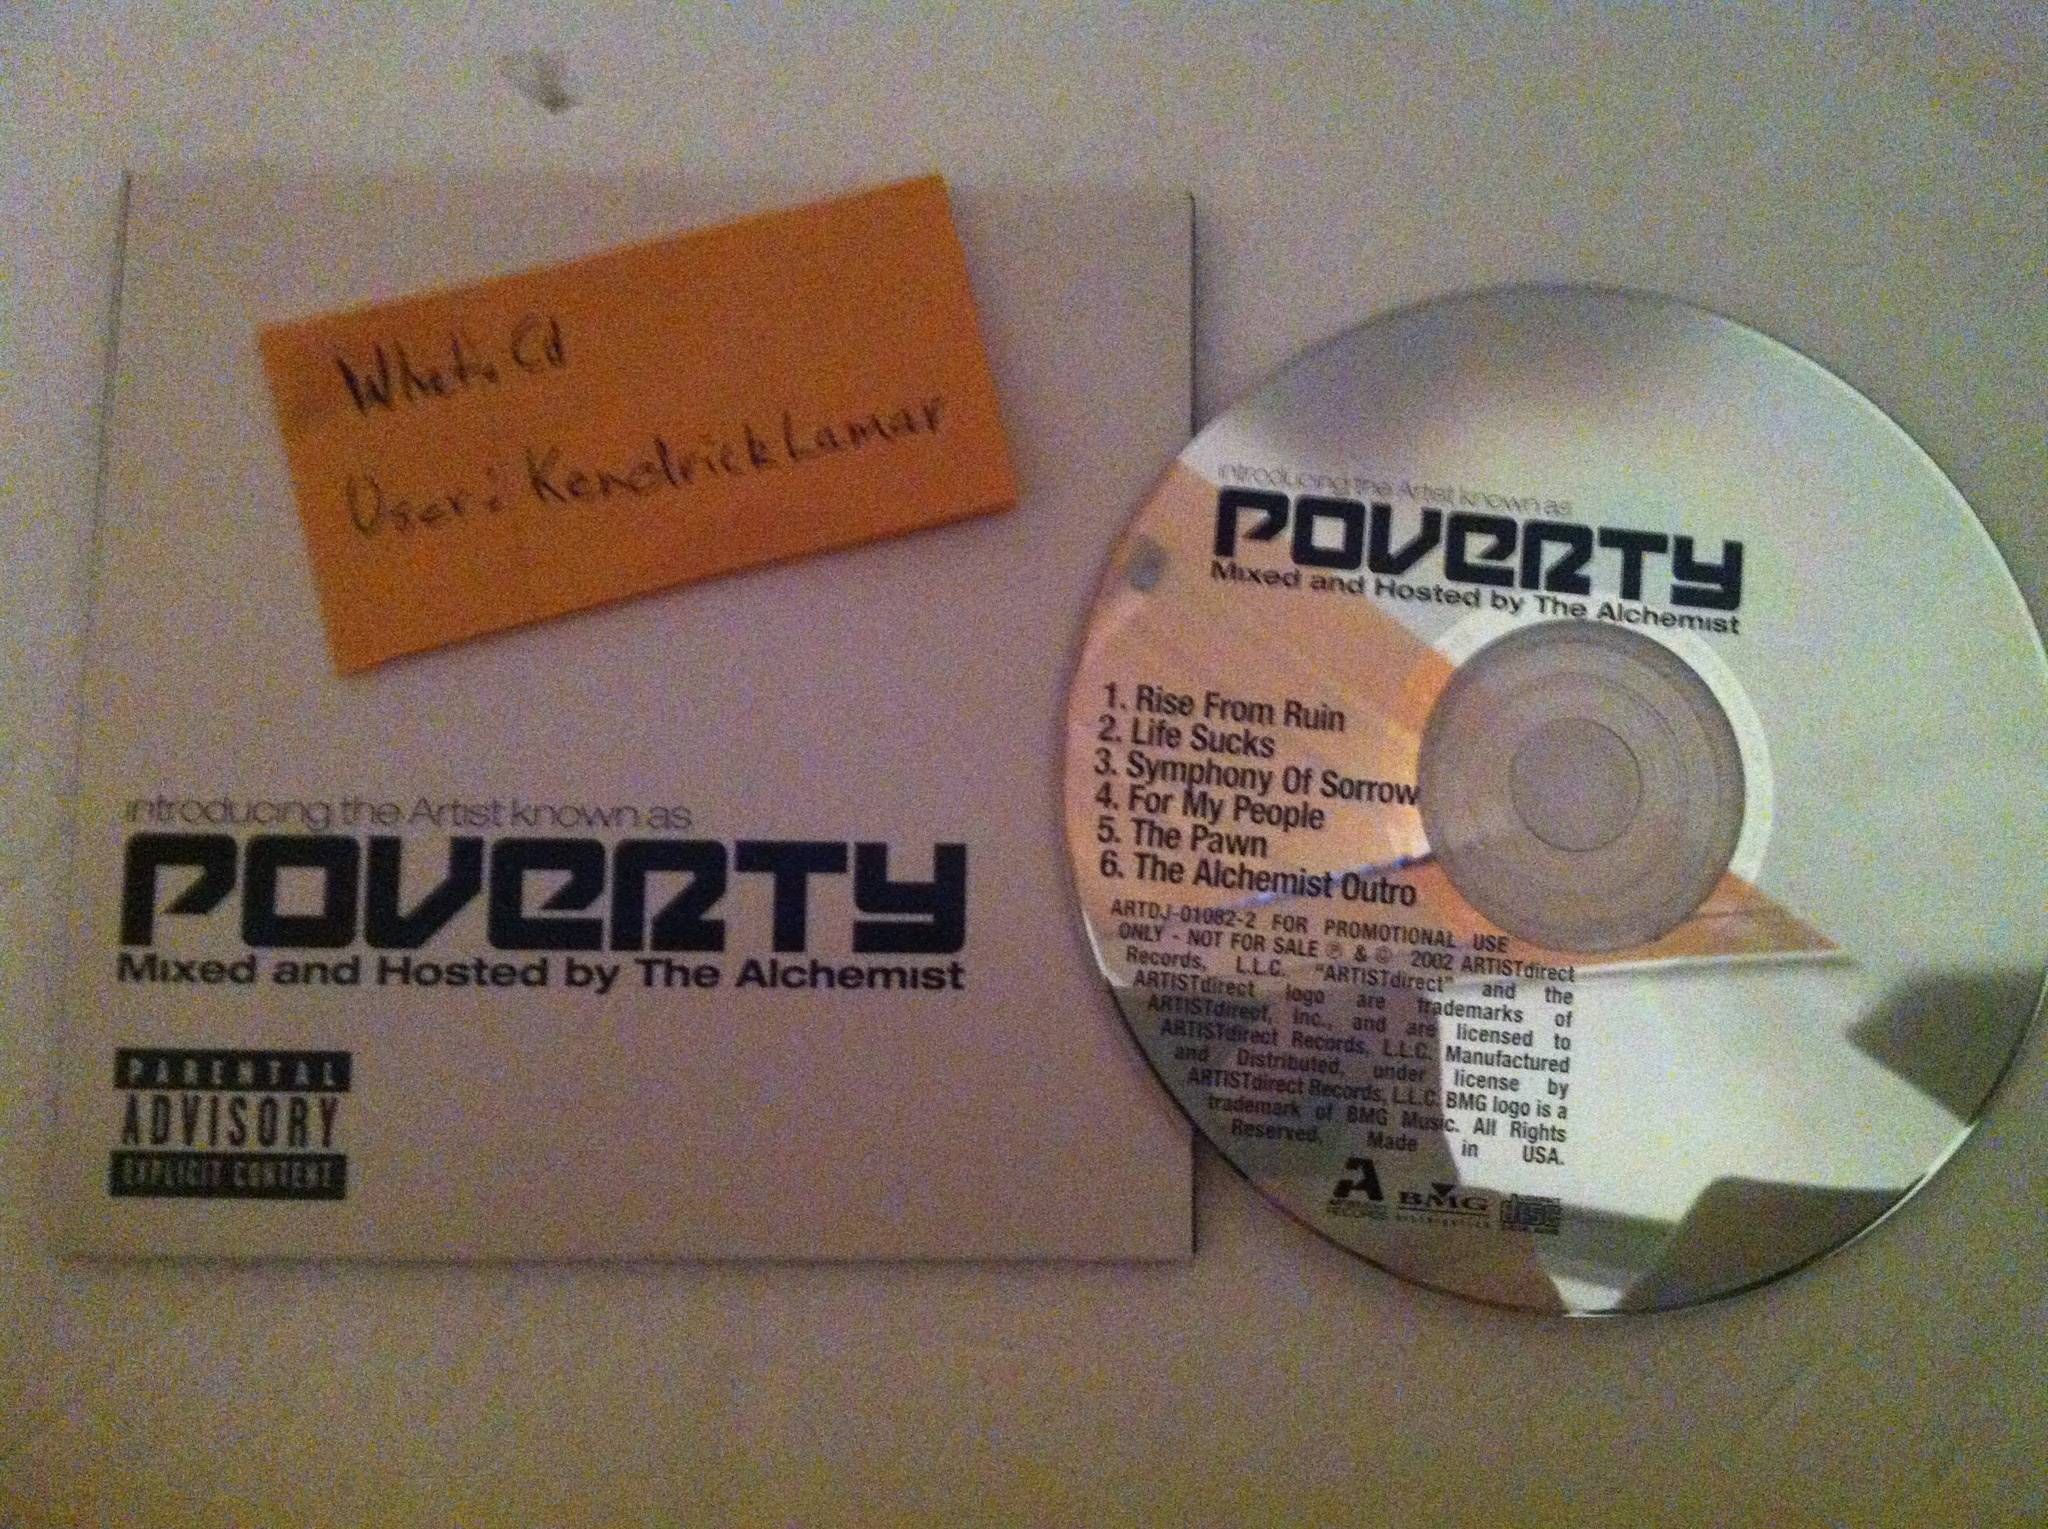 What.Cd
User: KendrickLamar
introducing the Artist known as
POVERTY
Mixed and Hosted by The Alchemist
PARENTAL
ADVISORY
EXPLICIT CONTENT
introducing the Artist known as
POVERTY
Mixed and Hosted by The Alchemist
1. Rise From Ruin
2. Life Sucks
3. Symphony Of Sorrow
4. For My People
5. The Pawn
6. The Alchemist Outro
ARTDJ-01082-2 FOR PROMOTIONAL USE
ONLY - NOT FOR SALE ℗ & © 2002 ARTISTdirect
Records, L.L.C. "ARTISTdirect" and the
ARTISTdirect logo are trademarks of
ARTISTdirect, Inc., and are licensed to
ARTISTdirect Records, L.L.C. Manufactured
and Distributed, under license by
ARTISTdirect Records, L.L.C. BMG logo is a
trademark of BMG Music. All Rights
Reserved. Made in USA.
BMG
DISTRIBUTION
DISC